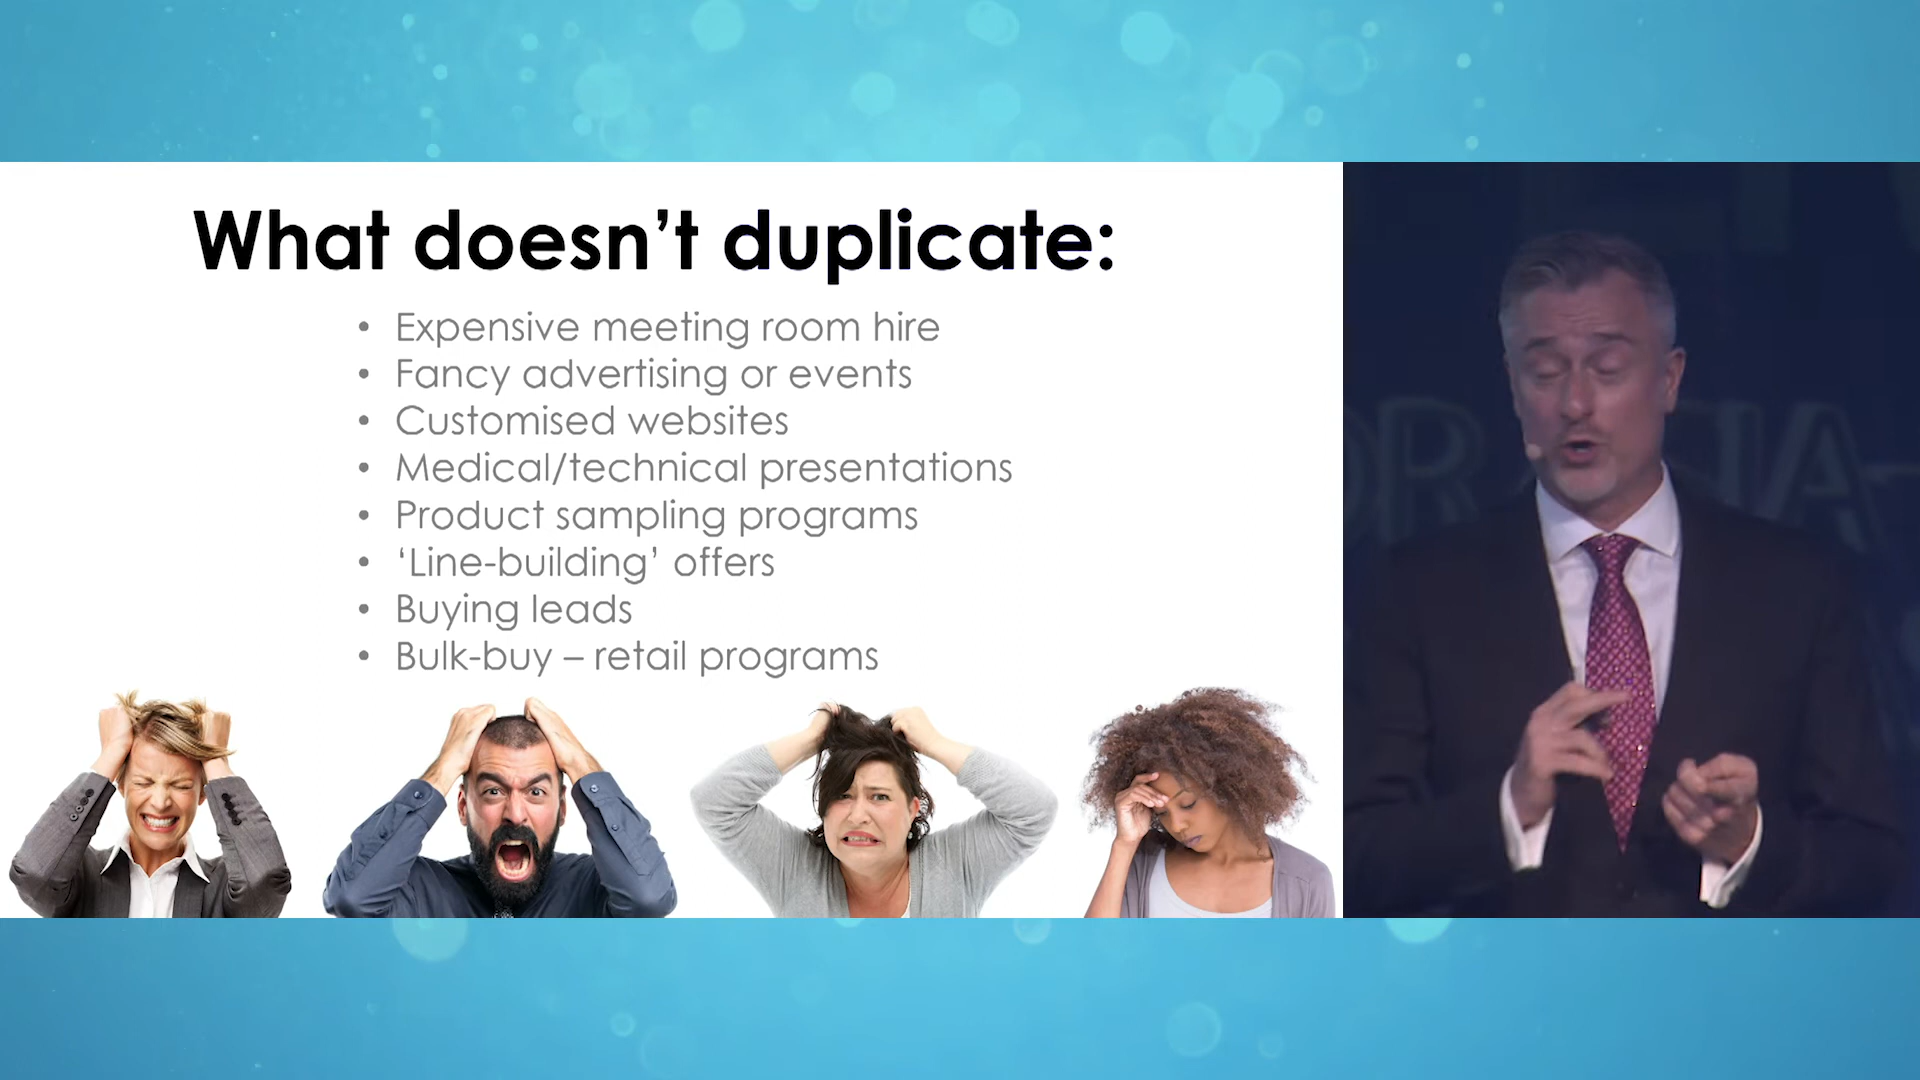 What doesn’t duplicate:
• Expensive meeting room hire
• Fancy advertising or events
• Customised websites
• Medical/technical presentations
• Product sampling programs
• ‘Line-building’ offers
• Buying leads
• Bulk-buy – retail programs